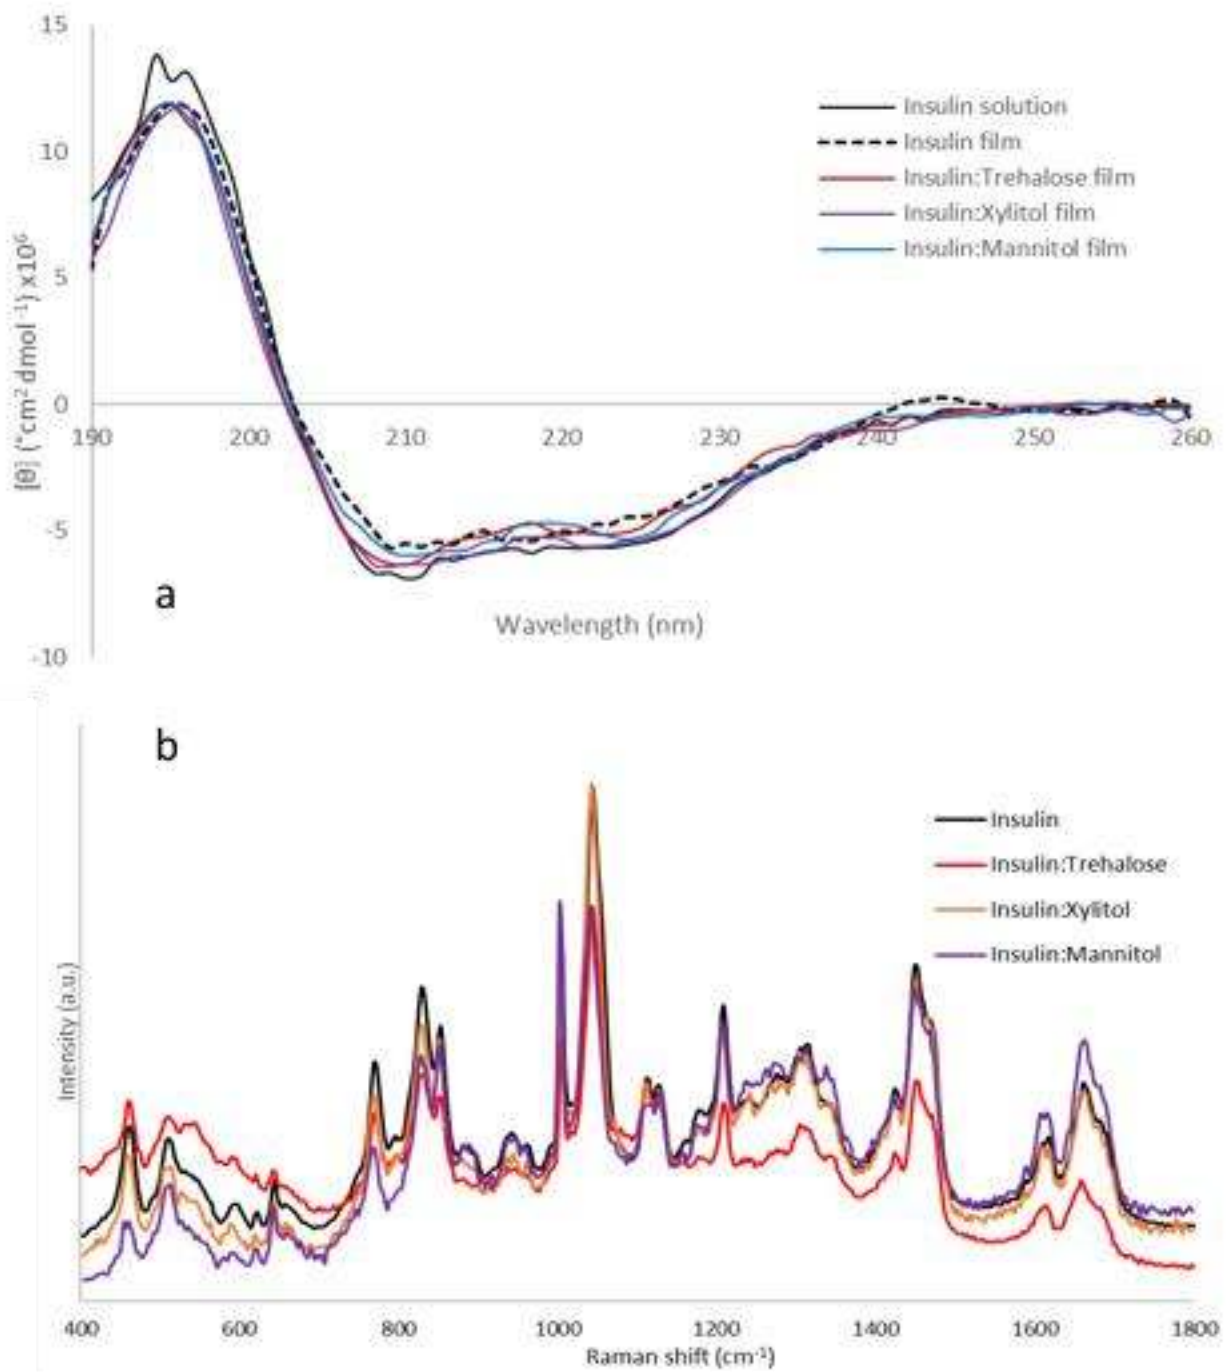 15
10
5
0
-5
-10
[θ] (°cm² dmol ⁻¹) x10⁶
190 200 210 220 230 240 250 260
Wavelength (nm)
Insulin solution
Insulin film
Insulin:Trehalose film
Insulin:Xylitol film
Insulin:Mannitol film
a
b
Insulin
Insulin:Trehalose
Insulin:Xylitol
Insulin:Mannitol
Intensity (a.u.)
400 600 800 1000 1200 1400 1600 1800
Raman shift (cm⁻¹)